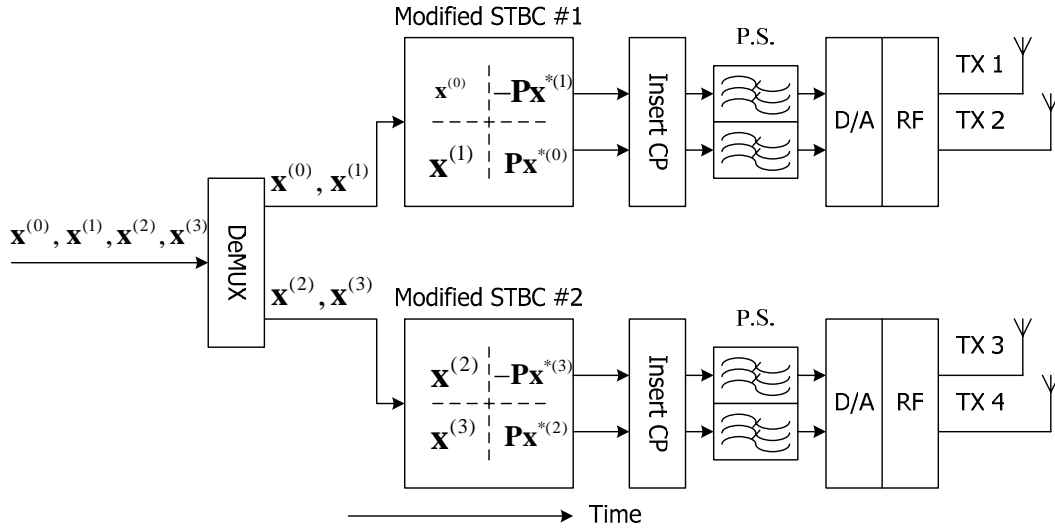 Modified STBC #1
x^(0) −Px^*(1)
x^(1) Px^*(0)
Insert CP
P.S.
D/A
RF
TX 1
TX 2
x^(0), x^(1)
x^(0), x^(1), x^(2), x^(3)
DeMUX
x^(2), x^(3)
Modified STBC #2
x^(2) −Px^*(3)
x^(3) Px^*(2)
Insert CP
P.S.
D/A
RF
TX 3
TX 4
Time